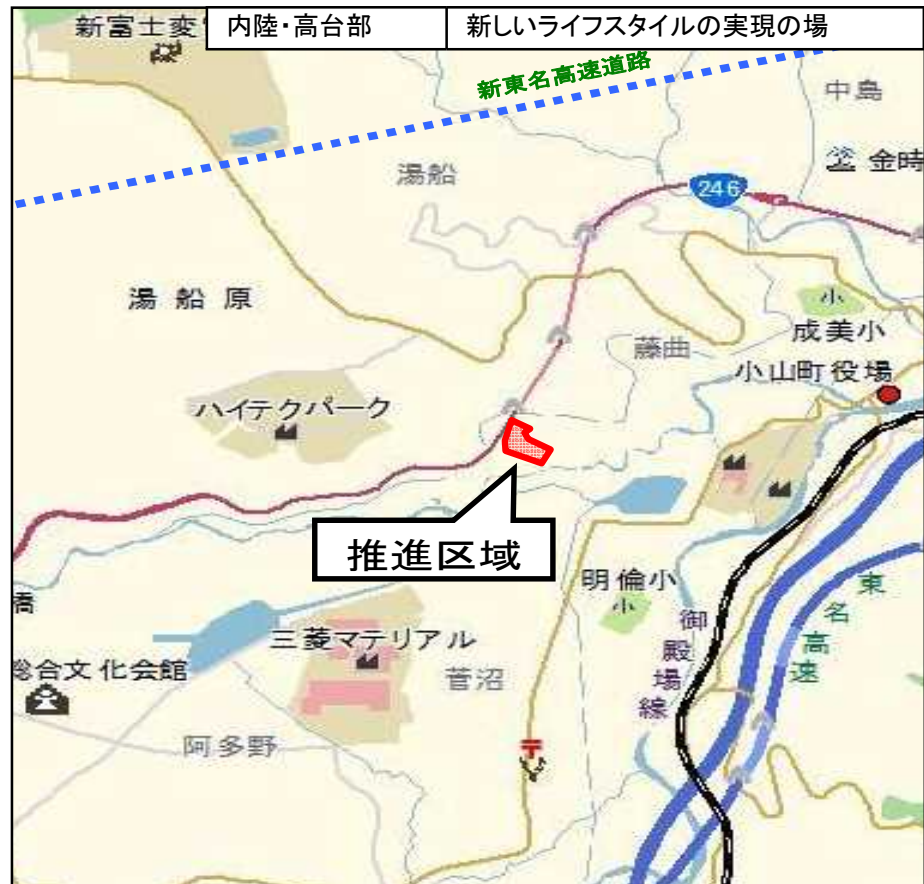 新富士変
内陸・高台部
新しいライフスタイルの実現の場
新東名高速道路
中島
金時
湯船
246
湯船原
成美小
小
藤曲
小山町役場
ハイテクパーク
推進区域
明倫小
小
御殿場線
東名高速
橋
三菱マテリアル
総合文化会館
菅沼
阿多野
〒